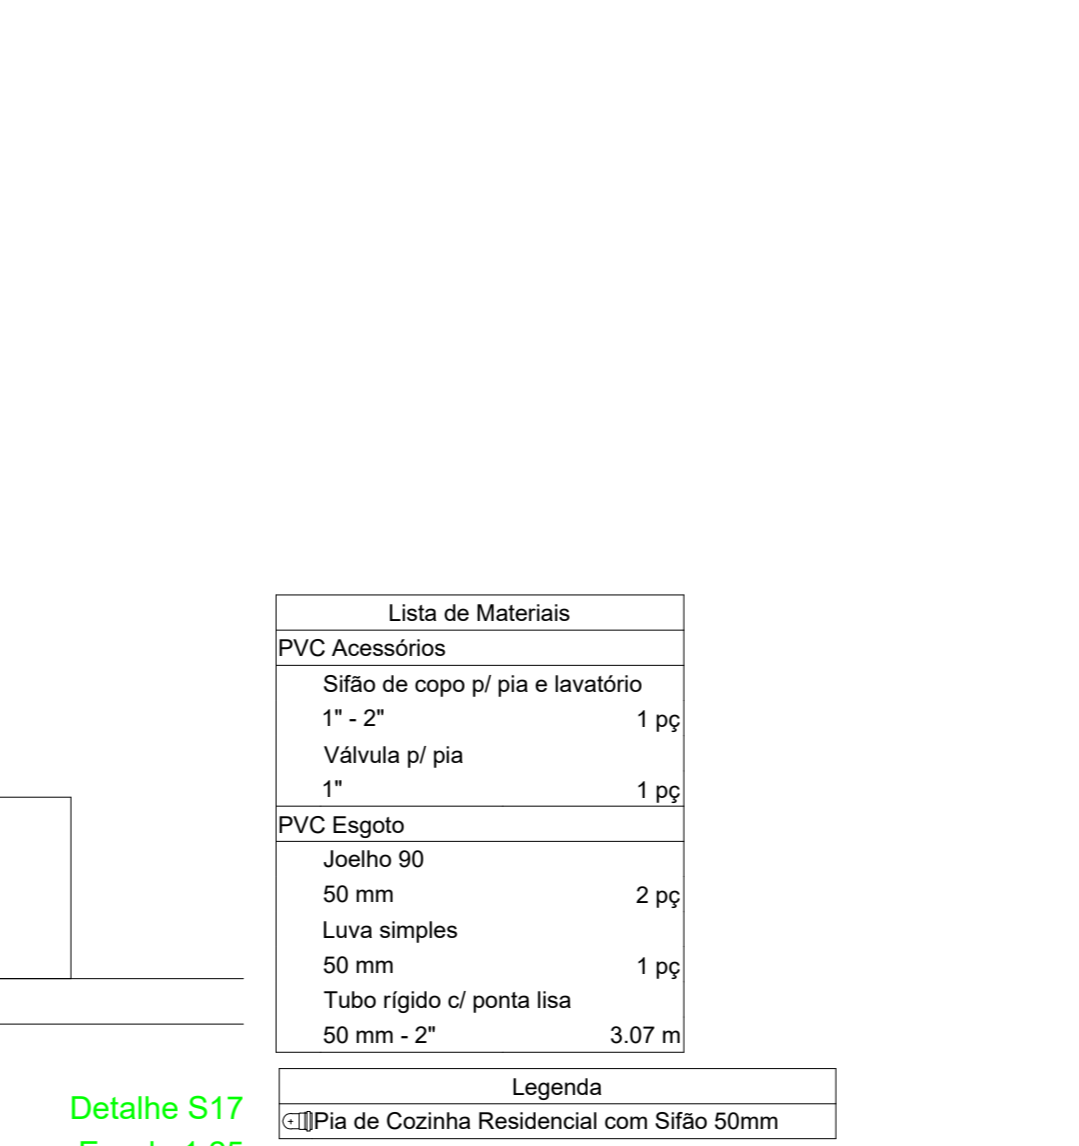 Lista de Materiais
PVC Acessórios
Sifão de copo p/ pia e lavatório
1" - 2" 1 pç
Válvula p/ pia
1" 1 pç
PVC Esgoto
Joelho 90
50 mm 2 pç
Luva simples
50 mm 1 pç
Tubo rígido c/ ponta lisa
50 mm - 2" 3.07 m
Legenda
Pia de Cozinha Residencial com Sifão 50mm
Detalhe S17